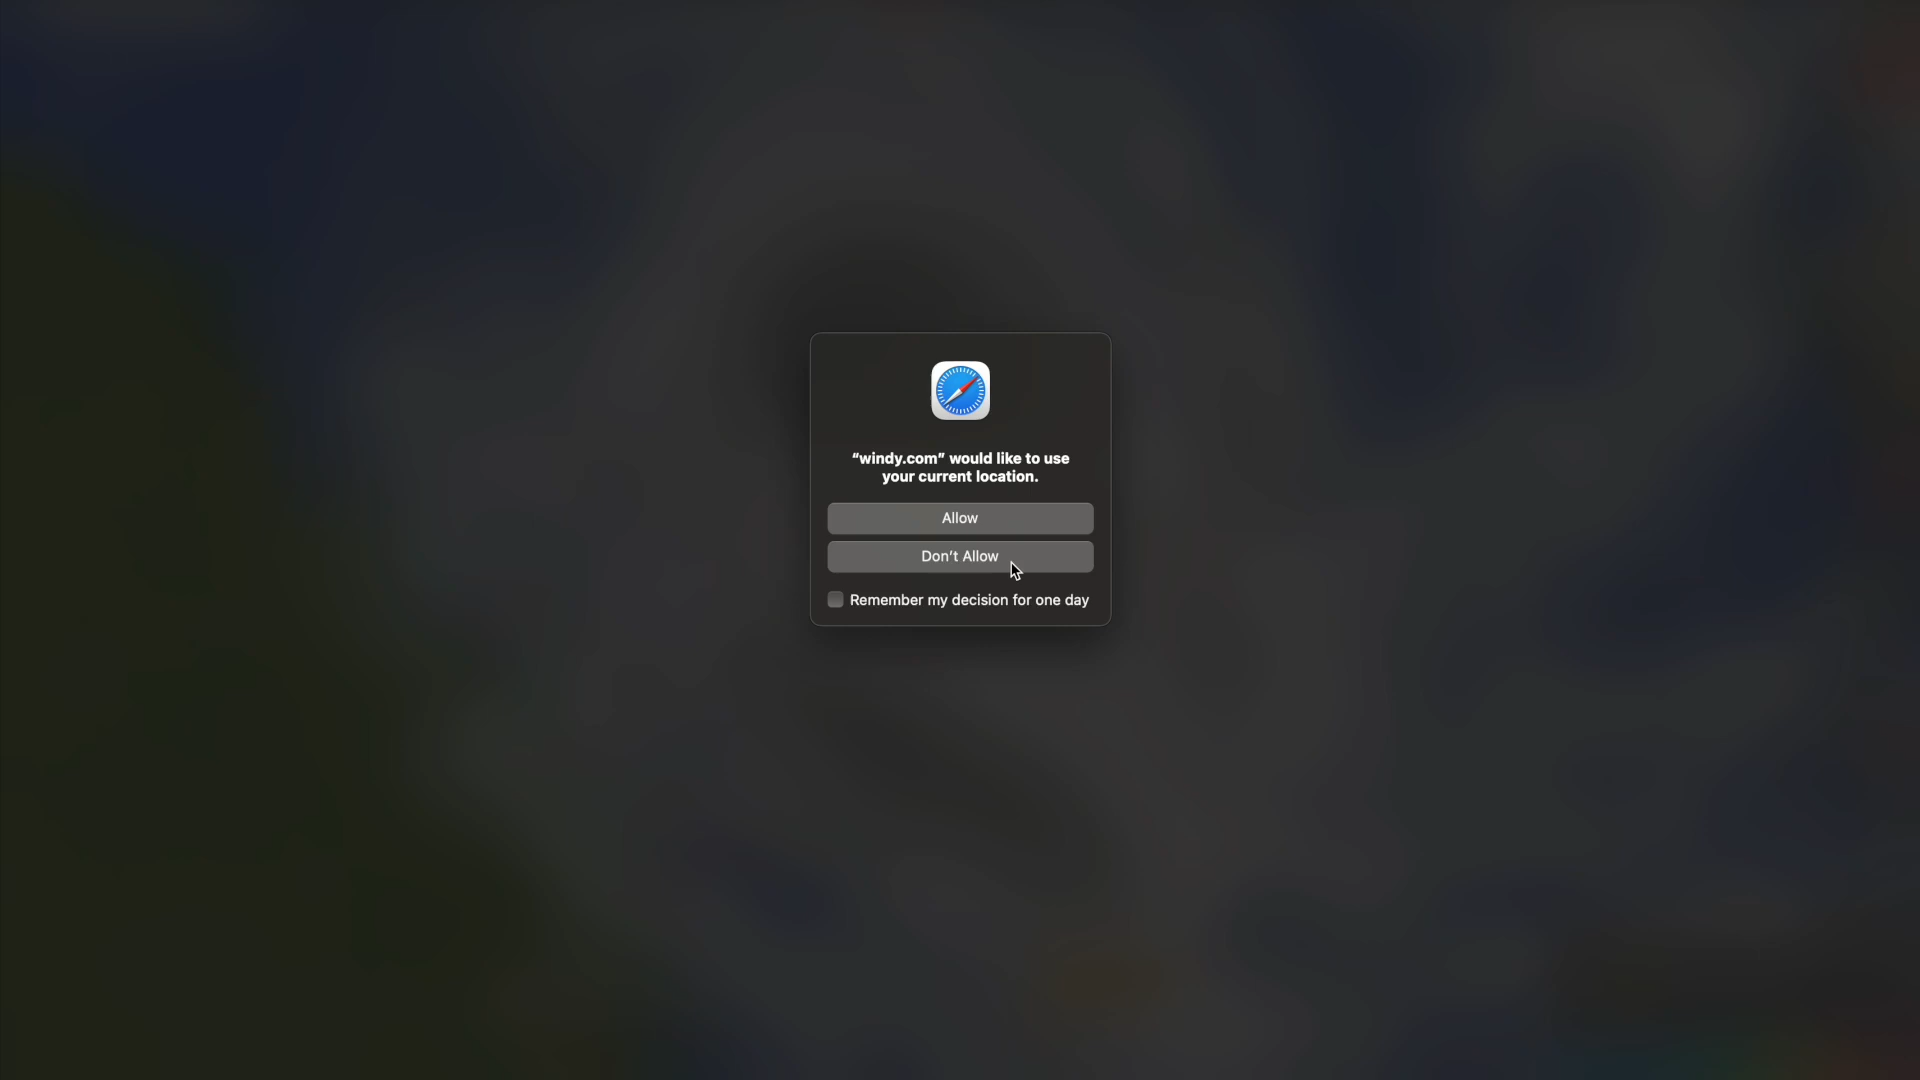 “windy.com” would like to use
your current location.
Allow
Don’t Allow
Remember my decision for one day